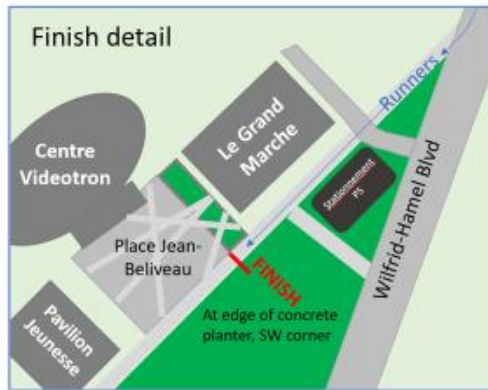 Finish detail
Runners
Le Grand
Marche
Centre
Videotron
Stationnement
P5
Wilfrid-Hamel Blvd
Place Jean-
Beliveau
FINISH
At edge of concrete
planter, SW corner
Pavilion
Jeunesse